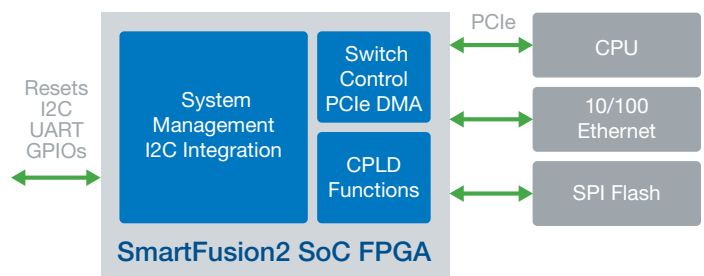 Resets
I2C
UART
GPIOs
System
Management
I2C Integration
Switch
Control
PCIe DMA
CPLD
Functions
SmartFusion2 SoC FPGA
PCIe
CPU
10/100
Ethernet
SPI Flash